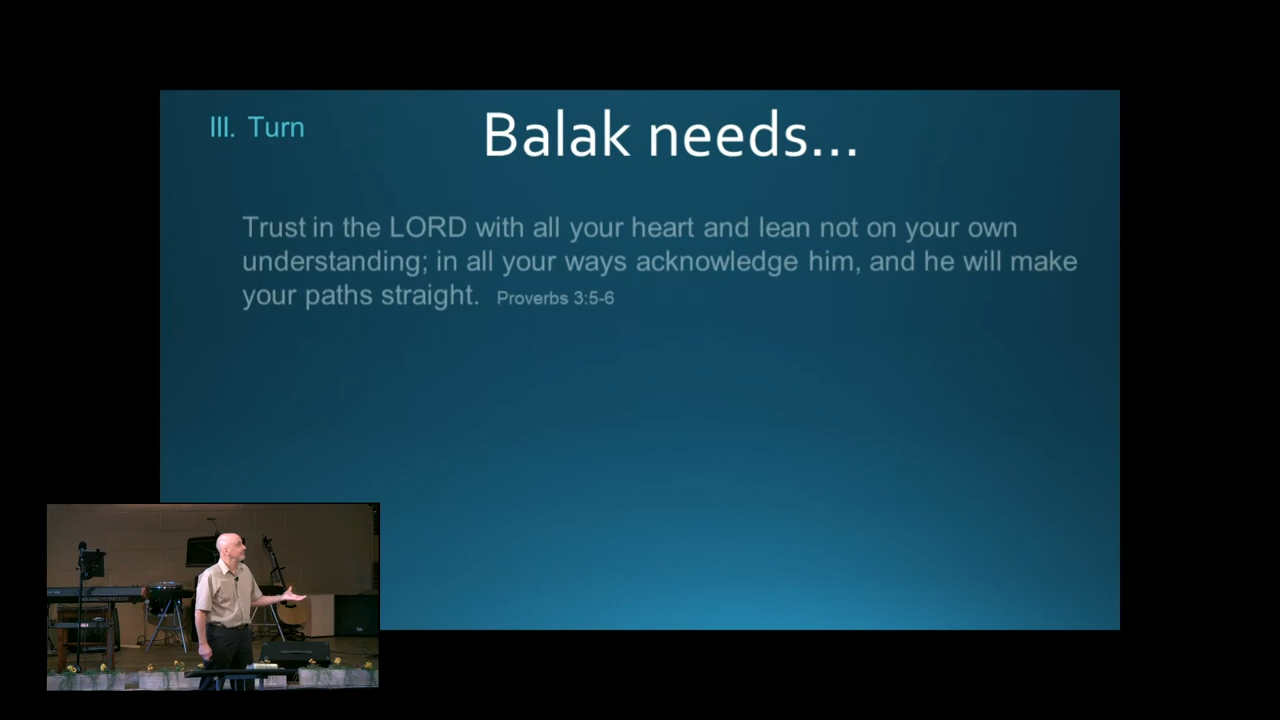 III. Turn
Balak needs...
Trust in the LORD with all your heart and lean not on your own
understanding; in all your ways acknowledge him, and he will make
your paths straight. Proverbs 3:5-6